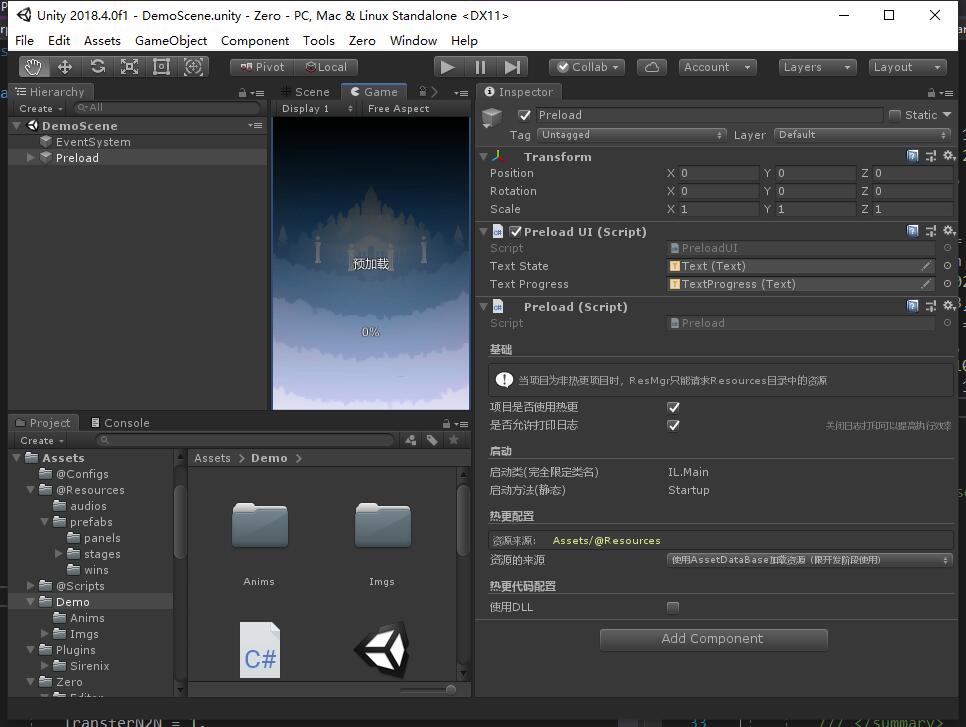 Unity 2018.4.0f1 - DemoScene.unity - Zero - PC, Mac & Linux Standalone <DX11>
File Edit Assets GameObject Component Tools Zero Window Help
Pivot Local Collab Account Layers Layout
Hierarchy
Create All
DemoScene
EventSystem
Preload
Scene Game
Display 1 Free Aspect
预加载
0%
Inspector
Preload Static
Tag Untagged Layer Default
Transform
Position X 0 Y 0 Z 0
Rotation X 0 Y 0 Z 0
Scale X 1 Y 1 Z 1
Preload UI (Script)
Script PreloadUI
Text State Text (Text)
Text Progress TextProgress (Text)
Preload (Script)
Script Preload
基础
当项目为非热更项目时，ResMgr只能请求Resources目录中的资源
项目是否使用热更
是否允许打印日志 关闭日志打印可以提高执行效率
启动
启动类(完全限定类名) IL.Main
启动方法(静态) Startup
热更配置
资源来源: Assets/@Resources
资源的来源 使用AssetDataBase加载资源（限开发阶段使用）
热更代码配置
使用DLL
Add Component
Project Console
Create
Assets
@Configs
@Resources
audios
prefabs
panels
stages
wins
@Scripts
Demo
Anims
Imgs
Plugins
Sirenix
Zero
Editor
Assets > Demo >
Anims Imgs
C#
TransferN2N = 1,
33 /// </summary>